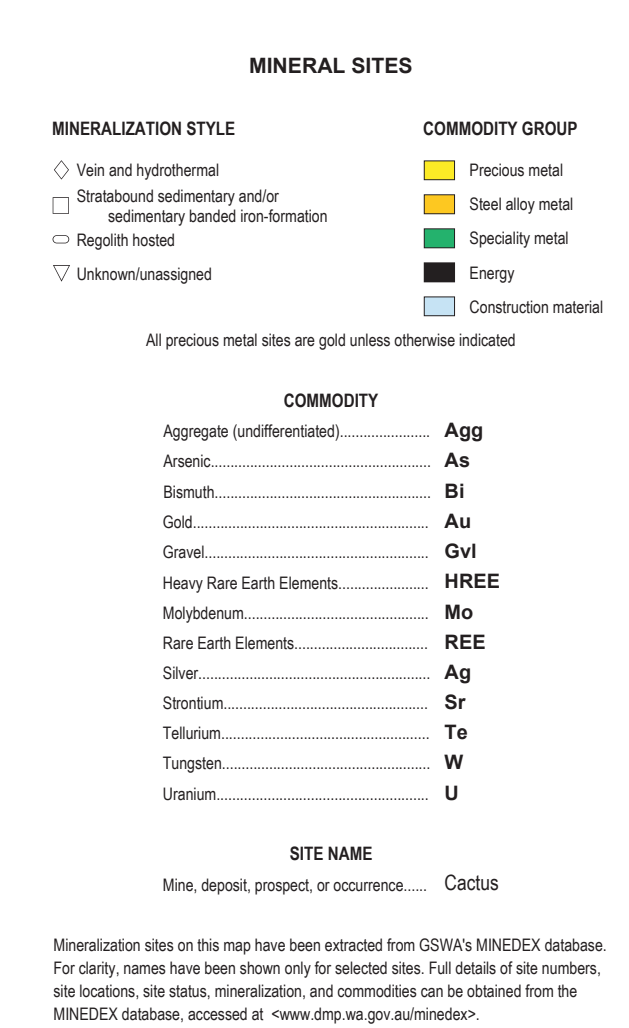 MINERAL SITES
MINERALIZATION STYLE
Vein and hydrothermal
Stratabound sedimentary and/or
sedimentary banded iron-formation
Regolith hosted
Unknown/unassigned
COMMODITY GROUP
Precious metal
Steel alloy metal
Speciality metal
Energy
Construction material
All precious metal sites are gold unless otherwise indicated
COMMODITY
Aggregate (undifferentiated)....................... Agg
Arsenic........................................................ As
Bismuth....................................................... Bi
Gold............................................................ Au
Gravel......................................................... Gvl
Heavy Rare Earth Elements....................... HREE
Molybdenum............................................... Mo
Rare Earth Elements.................................. REE
Silver........................................................... Ag
Strontium.................................................... Sr
Tellurium..................................................... Te
Tungsten..................................................... W
Uranium...................................................... U
SITE NAME
Mine, deposit, prospect, or occurrence...... Cactus
Mineralization sites on this map have been extracted from GSWA's MINEDEX database.
For clarity, names have been shown only for selected sites. Full details of site numbers,
site locations, site status, mineralization, and commodities can be obtained from the
MINEDEX database, accessed at <www.dmp.wa.gov.au/minedex>.